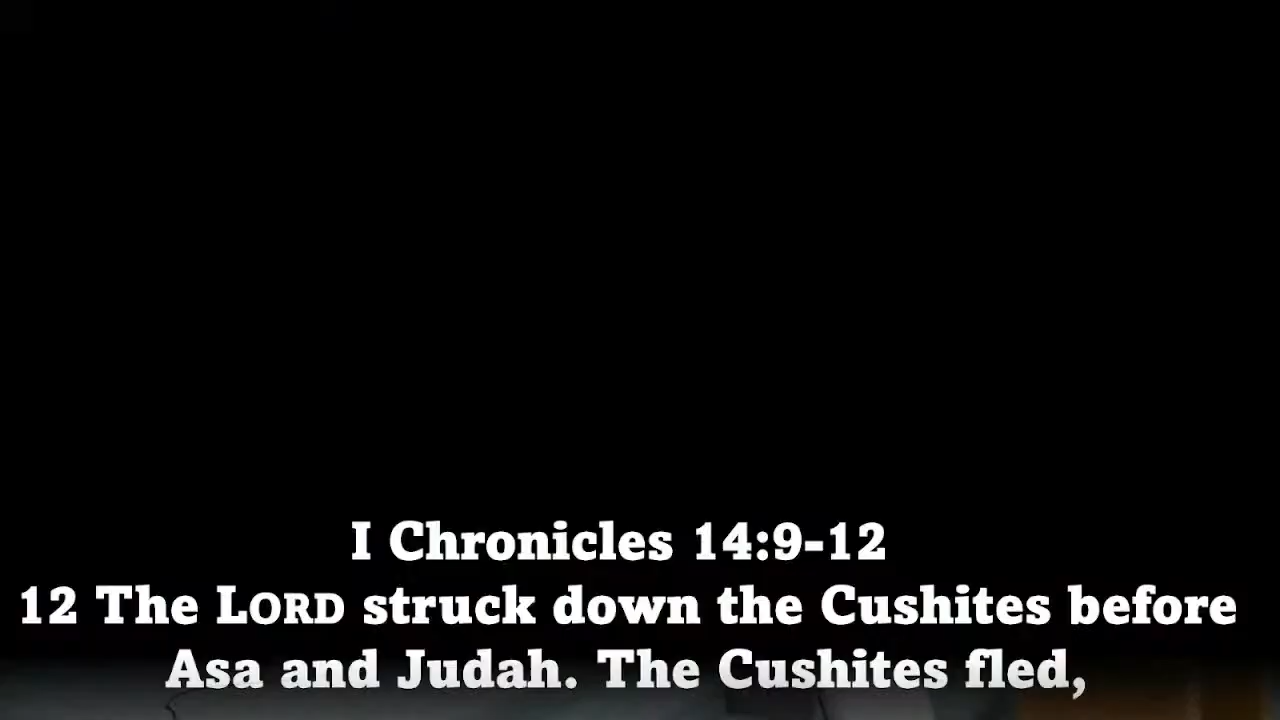 I Chronicles 14:9-12
12 The LORD struck down the Cushites before
Asa and Judah. The Cushites fled,